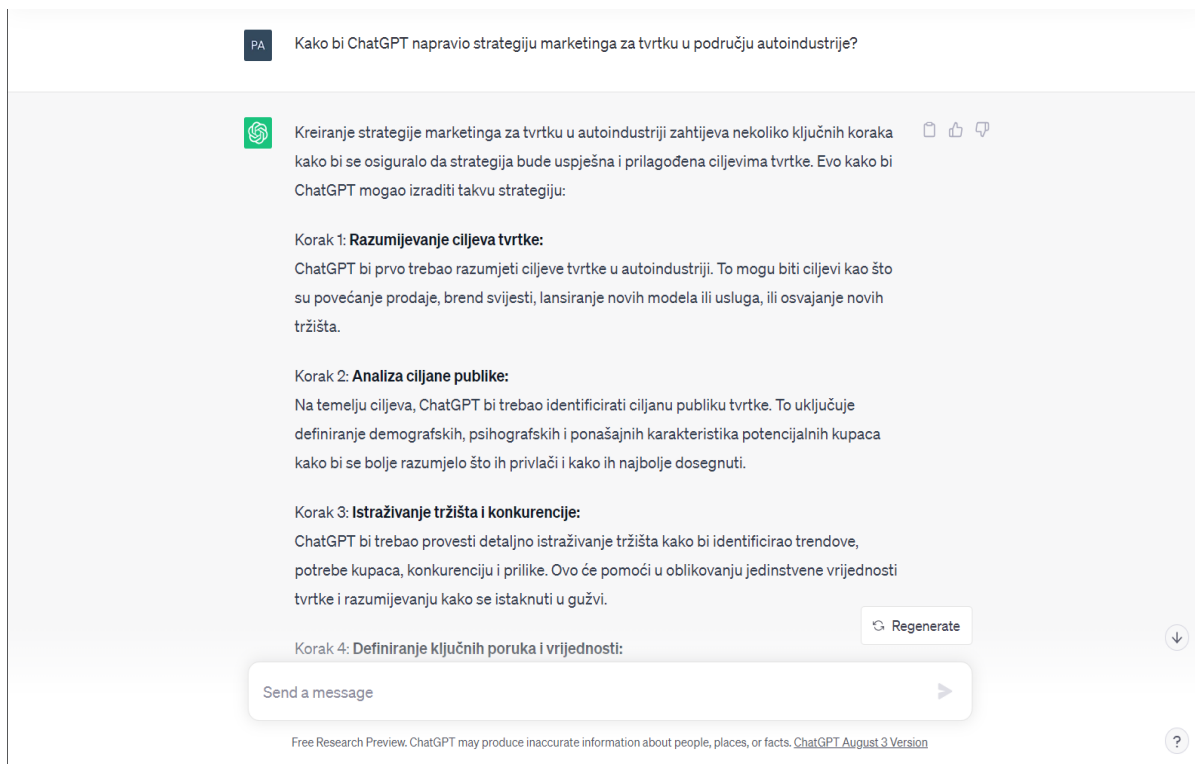 PA
Kako bi ChatGPT napravio strategiju marketinga za tvrtku u području autoindustrije?
Kreiranje strategije marketinga za tvrtku u autoindustriji zahtijeva nekoliko ključnih koraka
kako bi se osiguralo da strategija bude uspješna i prilagođena ciljevima tvrtke. Evo kako bi
ChatGPT mogao izraditi takvu strategiju:
Korak 1: Razumijevanje ciljeva tvrtke:
ChatGPT bi prvo trebao razumjeti ciljeve tvrtke u autoindustriji. To mogu biti ciljevi kao što
su povećanje prodaje, brend svijesti, lansiranje novih modela ili usluga, ili osvajanje novih
tržišta.
Korak 2: Analiza ciljane publike:
Na temelju ciljeva, ChatGPT bi trebao identificirati ciljanu publiku tvrtke. To uključuje
definiranje demografskih, psihografskih i ponašajnih karakteristika potencijalnih kupaca
kako bi se bolje razumjelo što ih privlači i kako ih najbolje dosegnuti.
Korak 3: Istraživanje tržišta i konkurencije:
ChatGPT bi trebao provesti detaljno istraživanje tržišta kako bi identificirao trendove,
potrebe kupaca, konkurenciju i prilike. Ovo će pomoći u oblikovanju jedinstvene vrijednosti
tvrtke i razumijevanju kako se istaknuti u gužvi.
Regenerate
Korak 4: Definiranje ključnih poruka i vrijednosti:
Send a message
Free Research Preview. ChatGPT may produce inaccurate information about people, places, or facts. ChatGPT August 3 Version
?